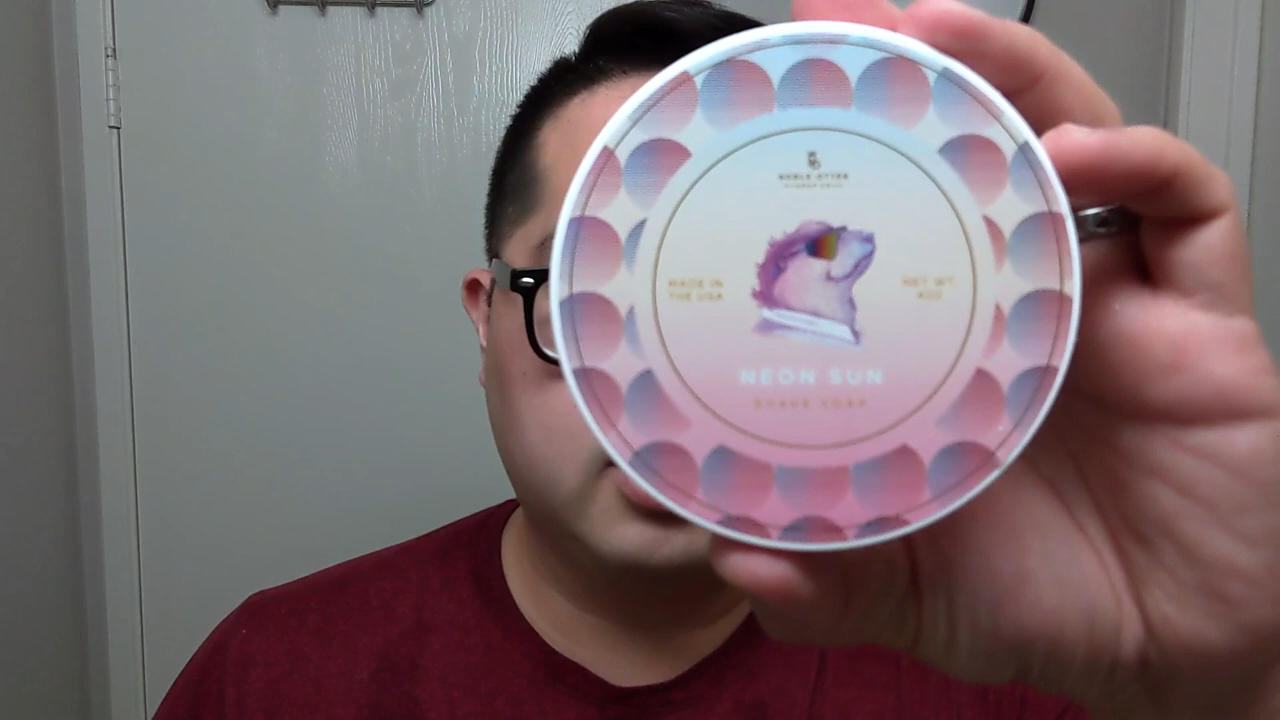 NOBLE OTTER
MADE IN
THE USA
NET WT.
4OZ
NEON SUN
SHAVE SOAP